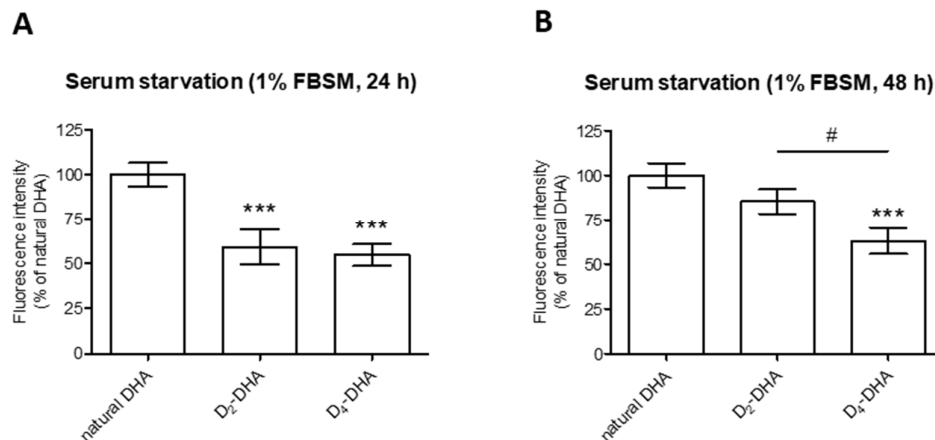 A
Serum starvation (1% FBSM, 24 h)
Fluorescence intensity
(% of natural DHA)
125
100
75
50
25
0
***
***
natural DHA
D2-DHA
D4-DHA
B
Serum starvation (1% FBSM, 48 h)
Fluorescence intensity
(% of natural DHA)
125
100
75
50
25
0
#
***
natural DHA
D2-DHA
D4-DHA